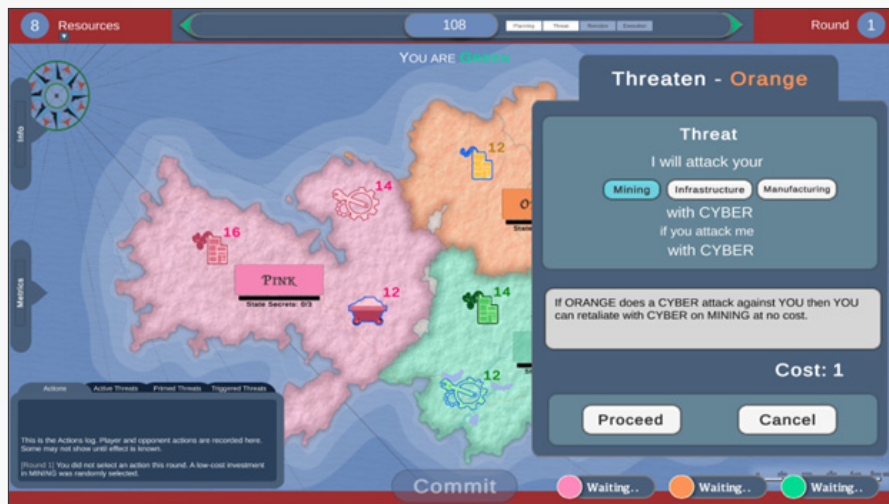 8 Resources
108
Planning Threat Execution
Round 1
YOU ARE GREEN
Info
Metrics
12
14
16
PINK
State Secrets: 0/3
12
14
12
Threaten - Orange
Threat
I will attack your
Mining Infrastructure Manufacturing
with CYBER
if you attack me
with CYBER
If ORANGE does a CYBER attack against YOU then YOU
can retaliate with CYBER on MINING at no cost.
Cost: 1
Proceed Cancel
Actions Active Threats Primed Threats Triggered Threats
This is the Actions log. Player and opponent actions are recorded here.
Some may not show until effect is known.
[Round 1] You did not select an action this round. A low-cost investment
in MINING was randomly selected.
Commit
Waiting.. Waiting.. Waiting..